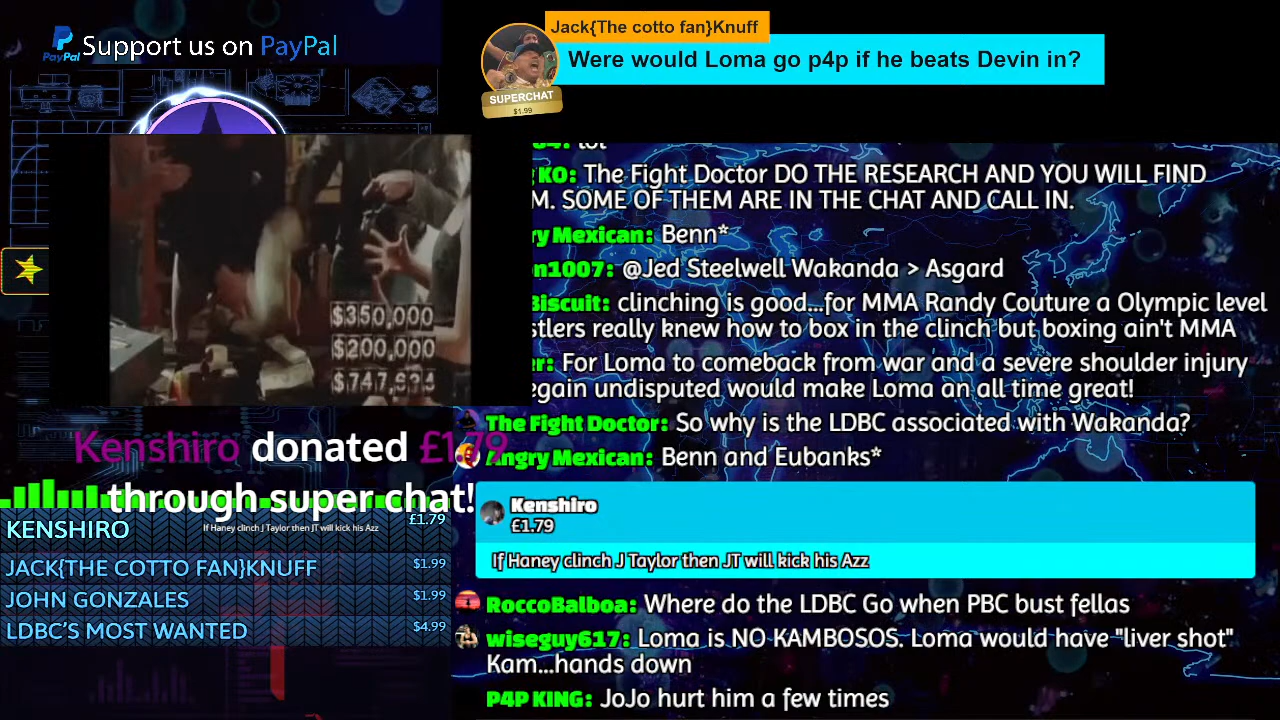 PayPal
Support us on PayPal
Jack{The cotto fan}Knuff
Were would Loma go p4p if he beats Devin in?
SUPERCHAT
$1.99
lol
KO: The Fight Doctor DO THE RESEARCH AND YOU WILL FIND
M. SOME OF THEM ARE IN THE CHAT AND CALL IN.
ry Mexican: Benn*
n1007: @Jed Steelwell Wakanda > Asgard
Biscuit: clinching is good...for MMA Randy Couture a Olympic level
stlers really knew how to box in the clinch but boxing ain't MMA
er: For Loma to comeback from war and a severe shoulder injury
egain undisputed would make Loma an all time great!
The Fight Doctor: So why is the LDBC associated with Wakanda?
Angry Mexican: Benn and Eubanks*
Kenshiro
£1.79
If Haney clinch J Taylor then JT will kick his Azz
RoccoBalboa: Where do the LDBC Go when PBC bust fellas
wiseguy617: Loma is NO KAMBOSOS. Loma would have "liver shot"
Kam...hands down
P4P KING: JoJo hurt him a few times
$350,000
$200,000
$747,634
Kenshiro donated £1.79
through super chat!
KENSHIRO
If Haney clinch J Taylor then JT will kick his Azz
£1.79
JACK{THE COTTO FAN}KNUFF
$1.99
JOHN GONZALES
$1.99
LDBC'S MOST WANTED
$4.99